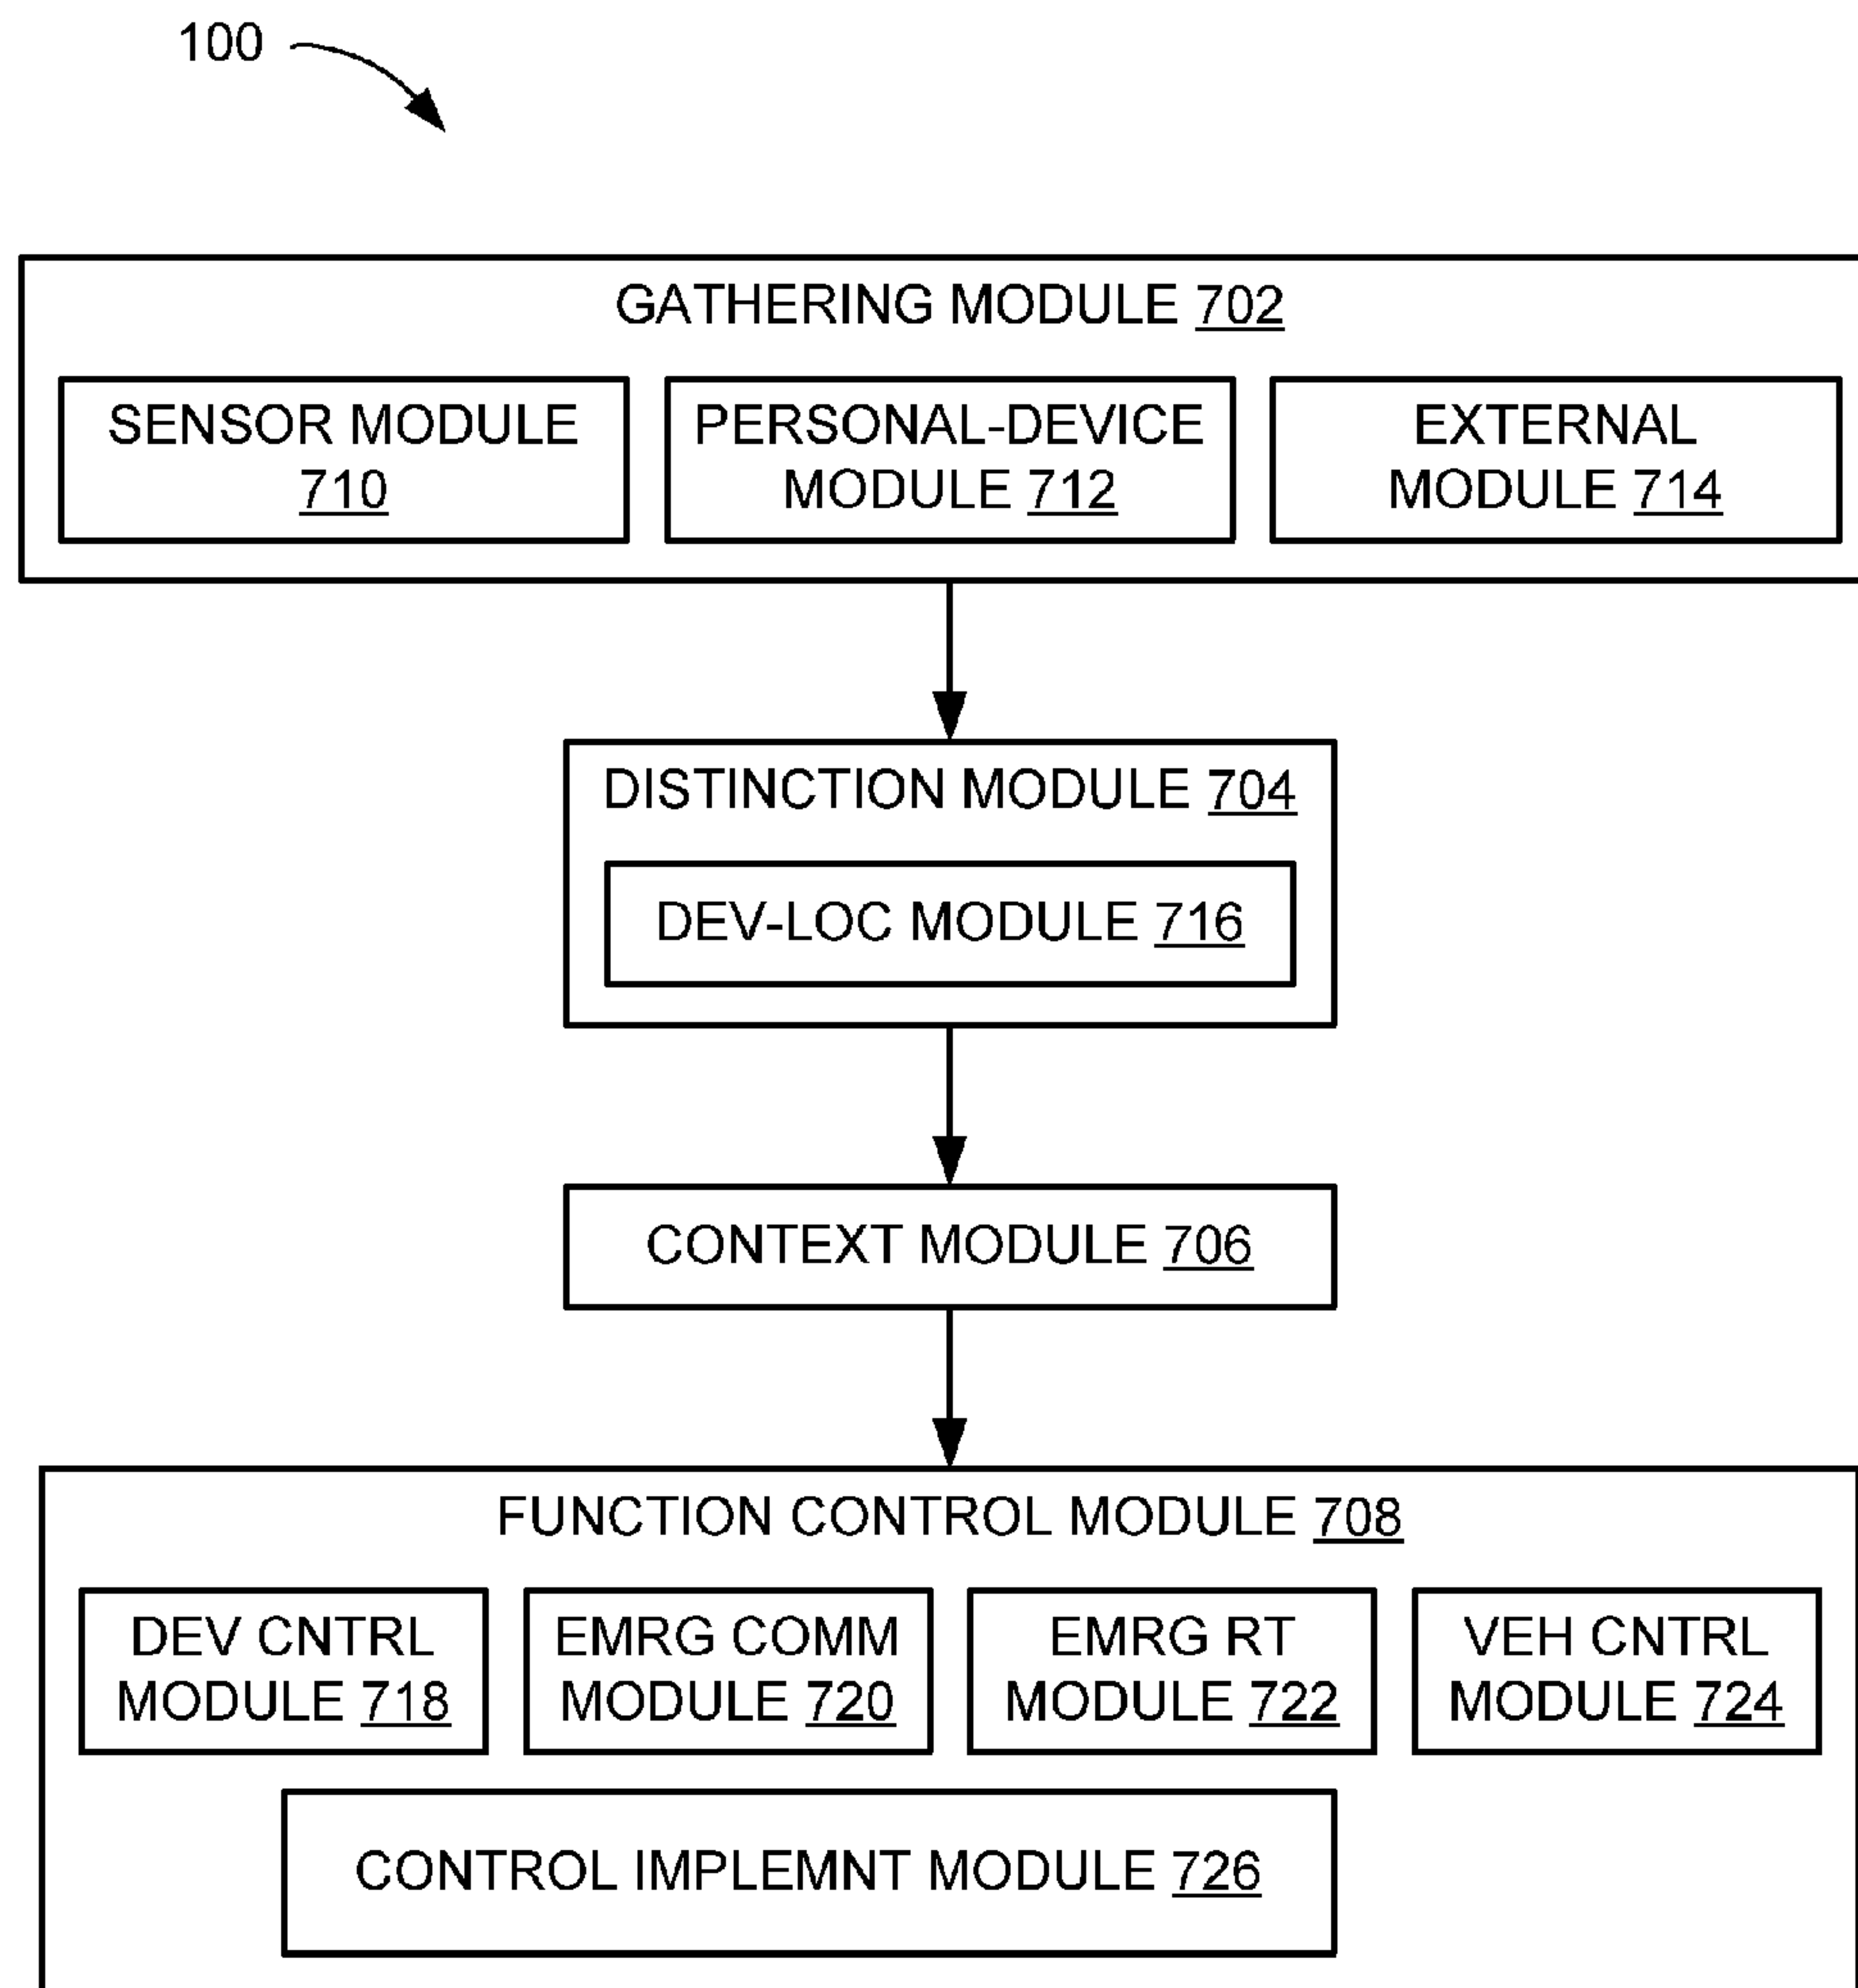 100
GATHERING MODULE 702
SENSOR MODULE
710
PERSONAL-DEVICE
MODULE 712
EXTERNAL
MODULE 714
DISTINCTION MODULE 704
DEV-LOC MODULE 716
CONTEXT MODULE 706
FUNCTION CONTROL MODULE 708
DEV CNTRL
MODULE 718
EMRG COMM
MODULE 720
EMRG RT
MODULE 722
VEH CNTRL
MODULE 724
CONTROL IMPLEMNT MODULE 726